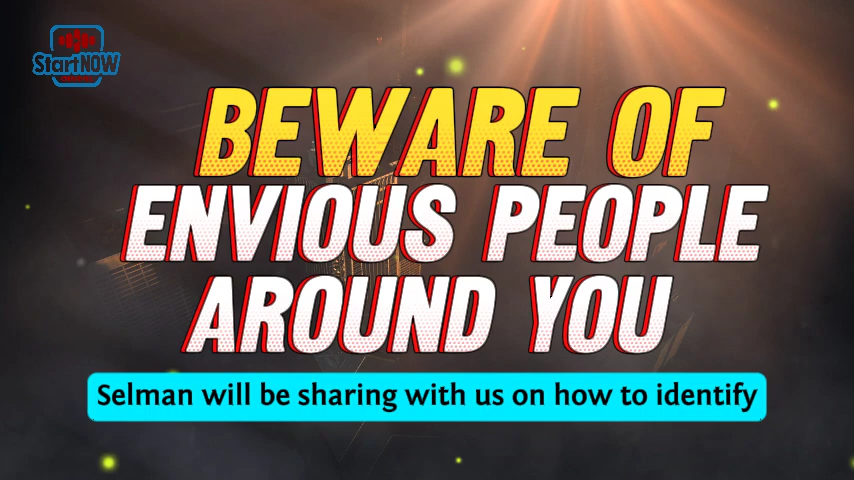 StartNOW
BEWARE OF
ENVIOUS PEOPLE
AROUND YOU
Selman will be sharing with us on how to identify